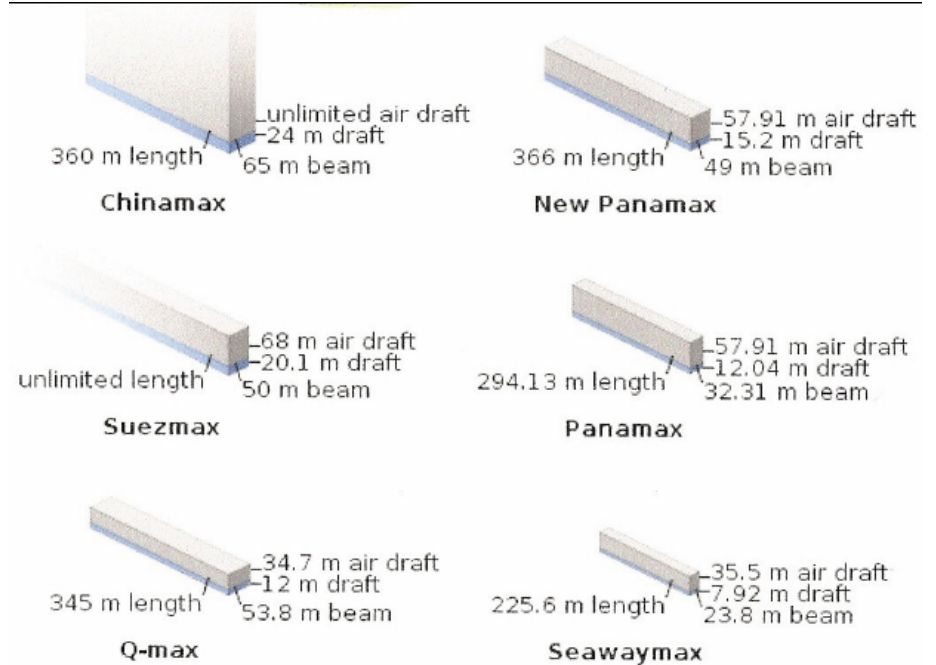 unlimited air draft
24 m draft
360 m length
65 m beam
Chinamax
57.91 m air draft
15.2 m draft
366 m length
49 m beam
New Panamax
68 m air draft
20.1 m draft
unlimited length
50 m beam
Suezmax
57.91 m air draft
12.04 m draft
294.13 m length
32.31 m beam
Panamax
34.7 m air draft
12 m draft
345 m length
53.8 m beam
Q-max
35.5 m air draft
7.92 m draft
225.6 m length
23.8 m beam
Seawaymax